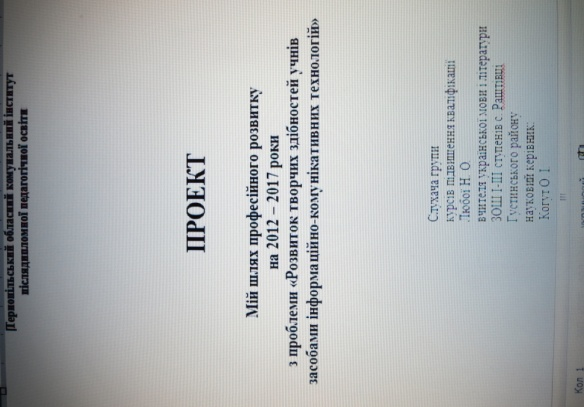 Тернопільський обласний комунальний інститут
післядипломної педагогічної освіти
ПРОЕКТ
Мій шлях професійного розвитку
на 2012 – 2017 роки
з проблеми «Розвиток творчих здібностей учнів
засобами інформаційно-комунікативних технологій»
Слухача групи
курсів підвищення кваліфікації
Любої Н. О.
вчителя української мови і літератури
ЗОШ І-ІІІ ступенів с. Раштівці
Гусятинського району
науковий керівник:
Когут О. І.